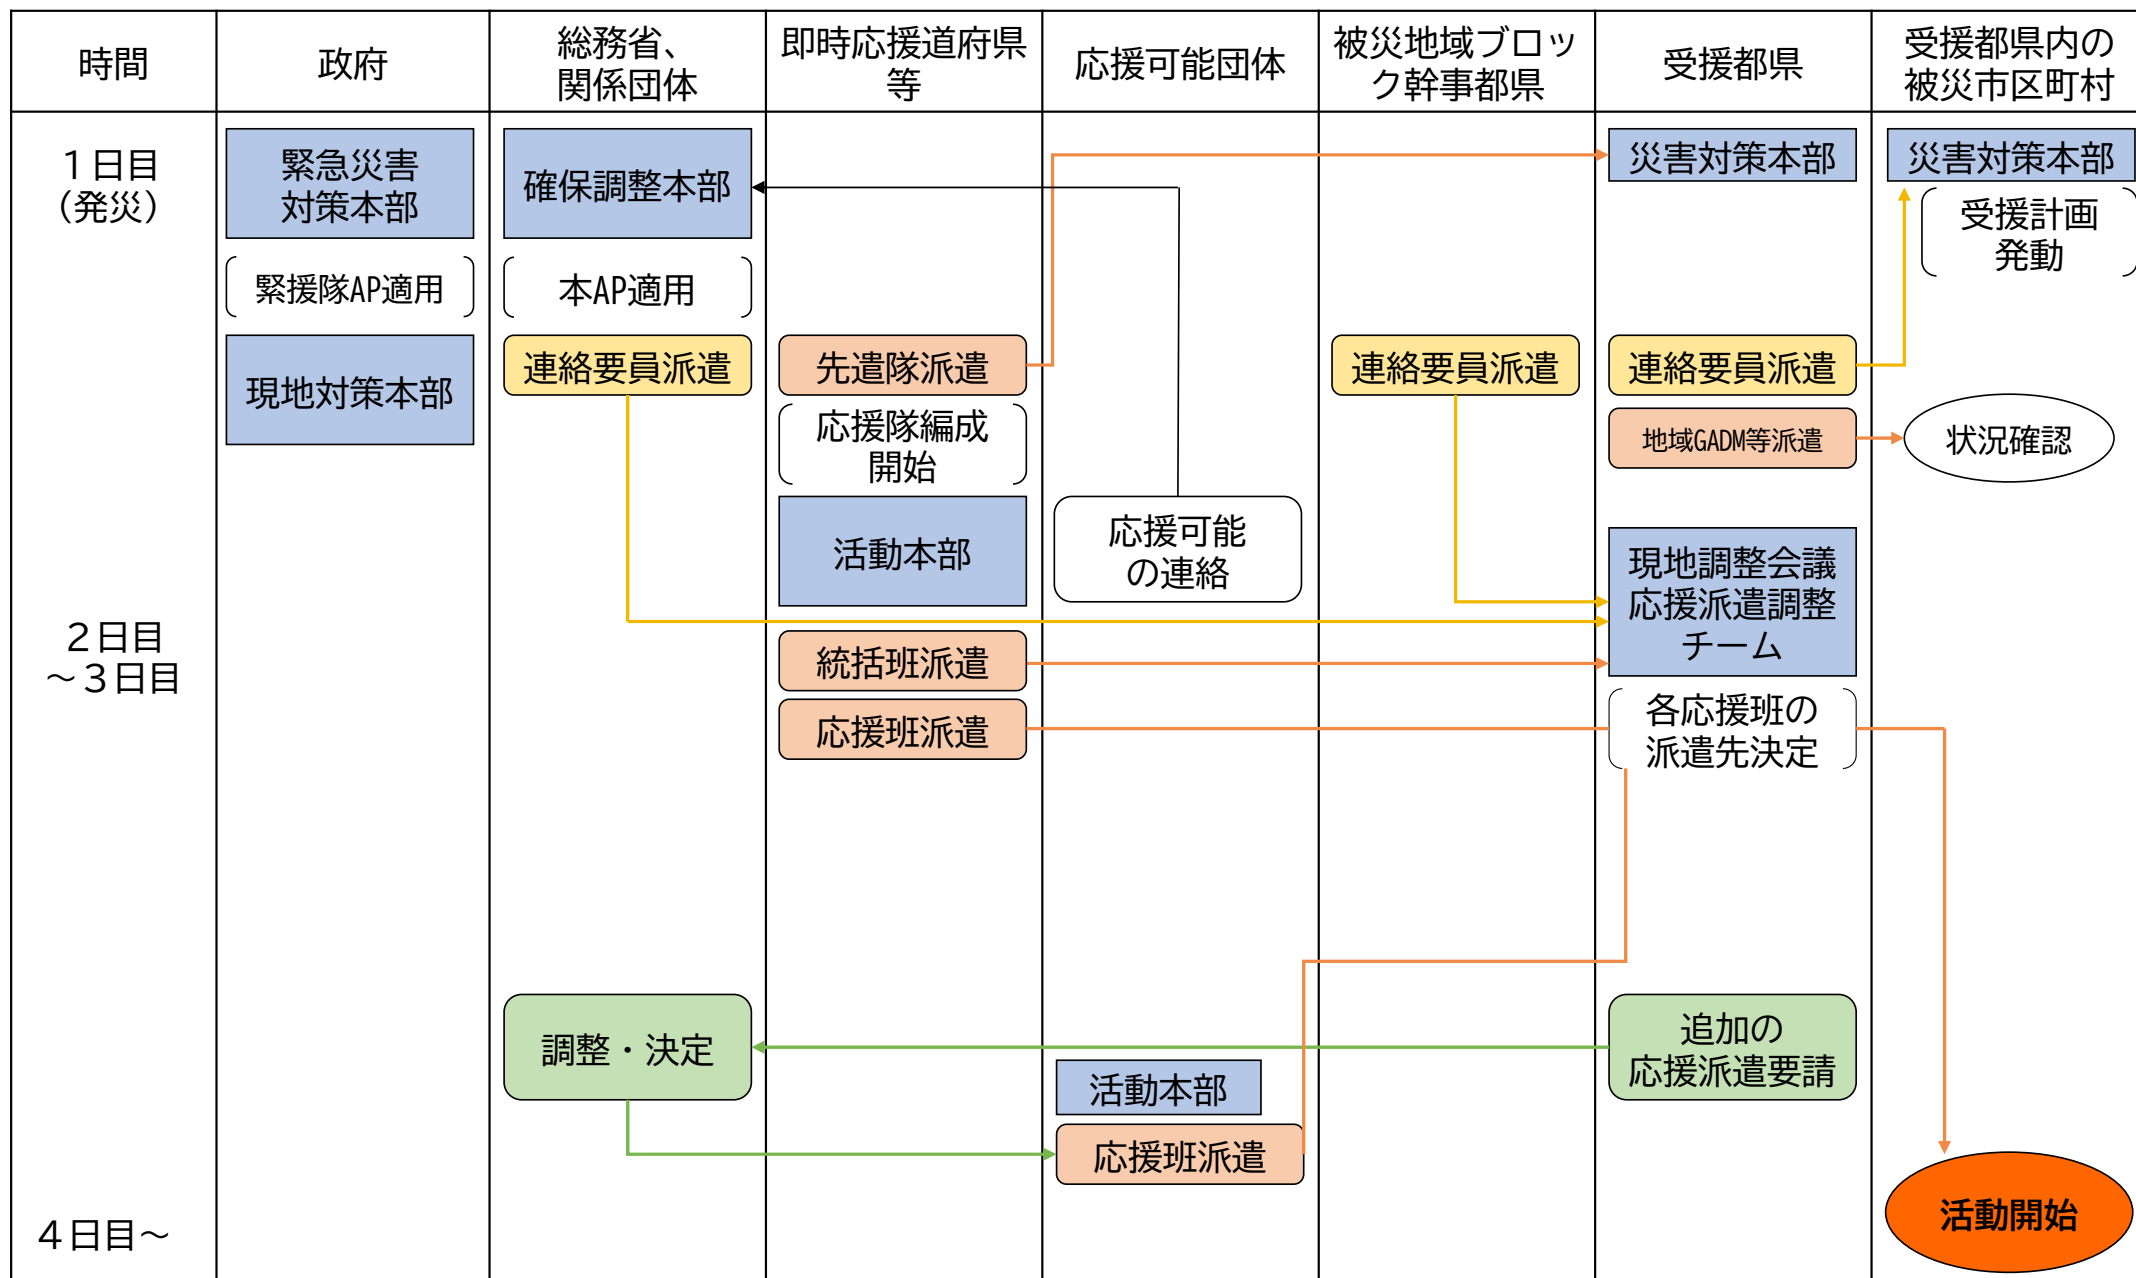 時間
政府
総務省、
関係団体
即時応援道府県
等
応援可能団体
被災地域ブロッ
ク幹事都県
受援都県
受援都県内の
被災市区町村
１日目
（発災）
緊急災害
対策本部
確保調整本部
災害対策本部
災害対策本部
受援計画
発動
緊援隊AP適用
本AP適用
現地対策本部
連絡要員派遣
先遣隊派遣
連絡要員派遣
連絡要員派遣
応援隊編成
開始
地域GADM等派遣
状況確認
活動本部
応援可能
の連絡
現地調整会議
応援派遣調整
チーム
２日目
～３日目
統括班派遣
応援班派遣
各応援班の
派遣先決定
調整・決定
追加の
応援派遣要請
活動本部
応援班派遣
４日目～
活動開始